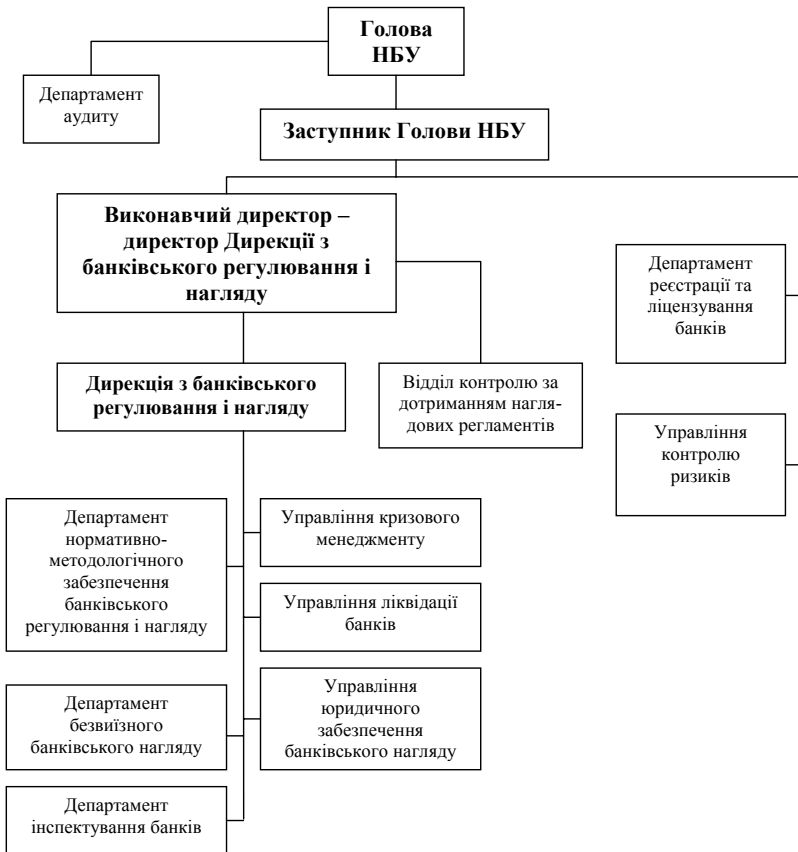 Голова
НБУ
Департамент
аудиту
Заступник Голови НБУ
Виконавчий директор –
директор Дирекції з
банківського регулювання і
нагляду
Департамент
реєстрації та
ліцензування
банків
Дирекція з банківського
регулювання і нагляду
Відділ контролю за
дотриманням нагля-
дових регламентів
Управління
контролю
ризиків
Департамент
нормативно-
методологічного
забезпечення
банківського
регулювання і нагляду
Управління кризового
менеджменту
Управління ліквідації
банків
Департамент
безвиїзного
банківського нагляду
Управління
юридичного
забезпечення
банківського нагляду
Департамент
інспектування банків